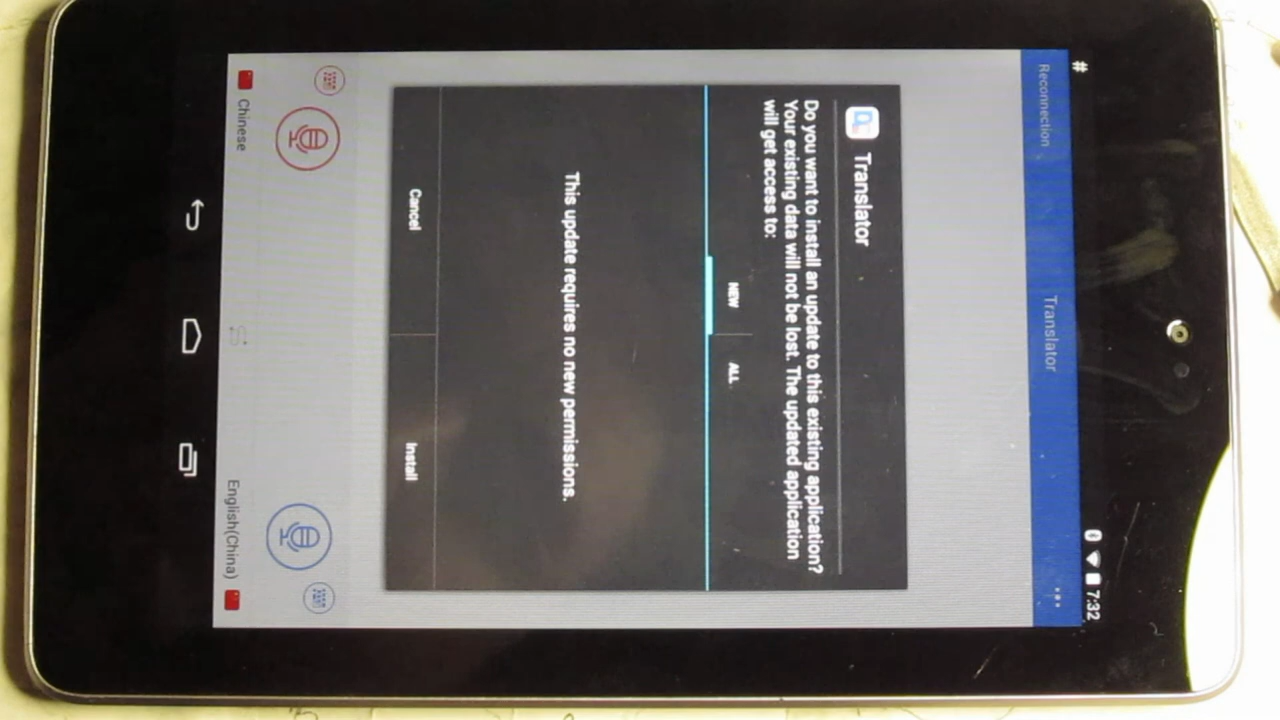 #
7:32
Reconnection
Translator
Translator
Do you want to install an update to this existing application?
Your existing data will not be lost. The updated application
will get access to:
NEW
ALL
This update requires no new permissions.
Cancel
Install
Chinese
English(China)